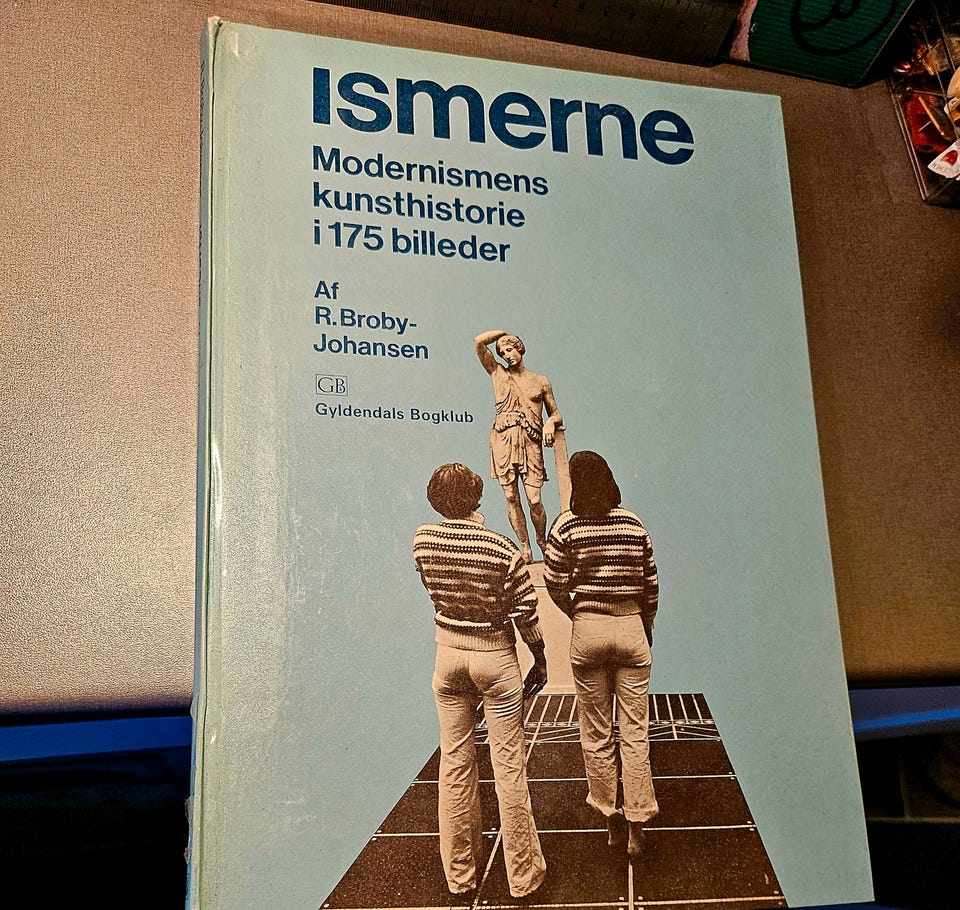 Ismerne
Modernismens
kunsthistorie
i 175 billeder
Af
R.Broby-
Johansen
GB
Gyldendals Bogklub